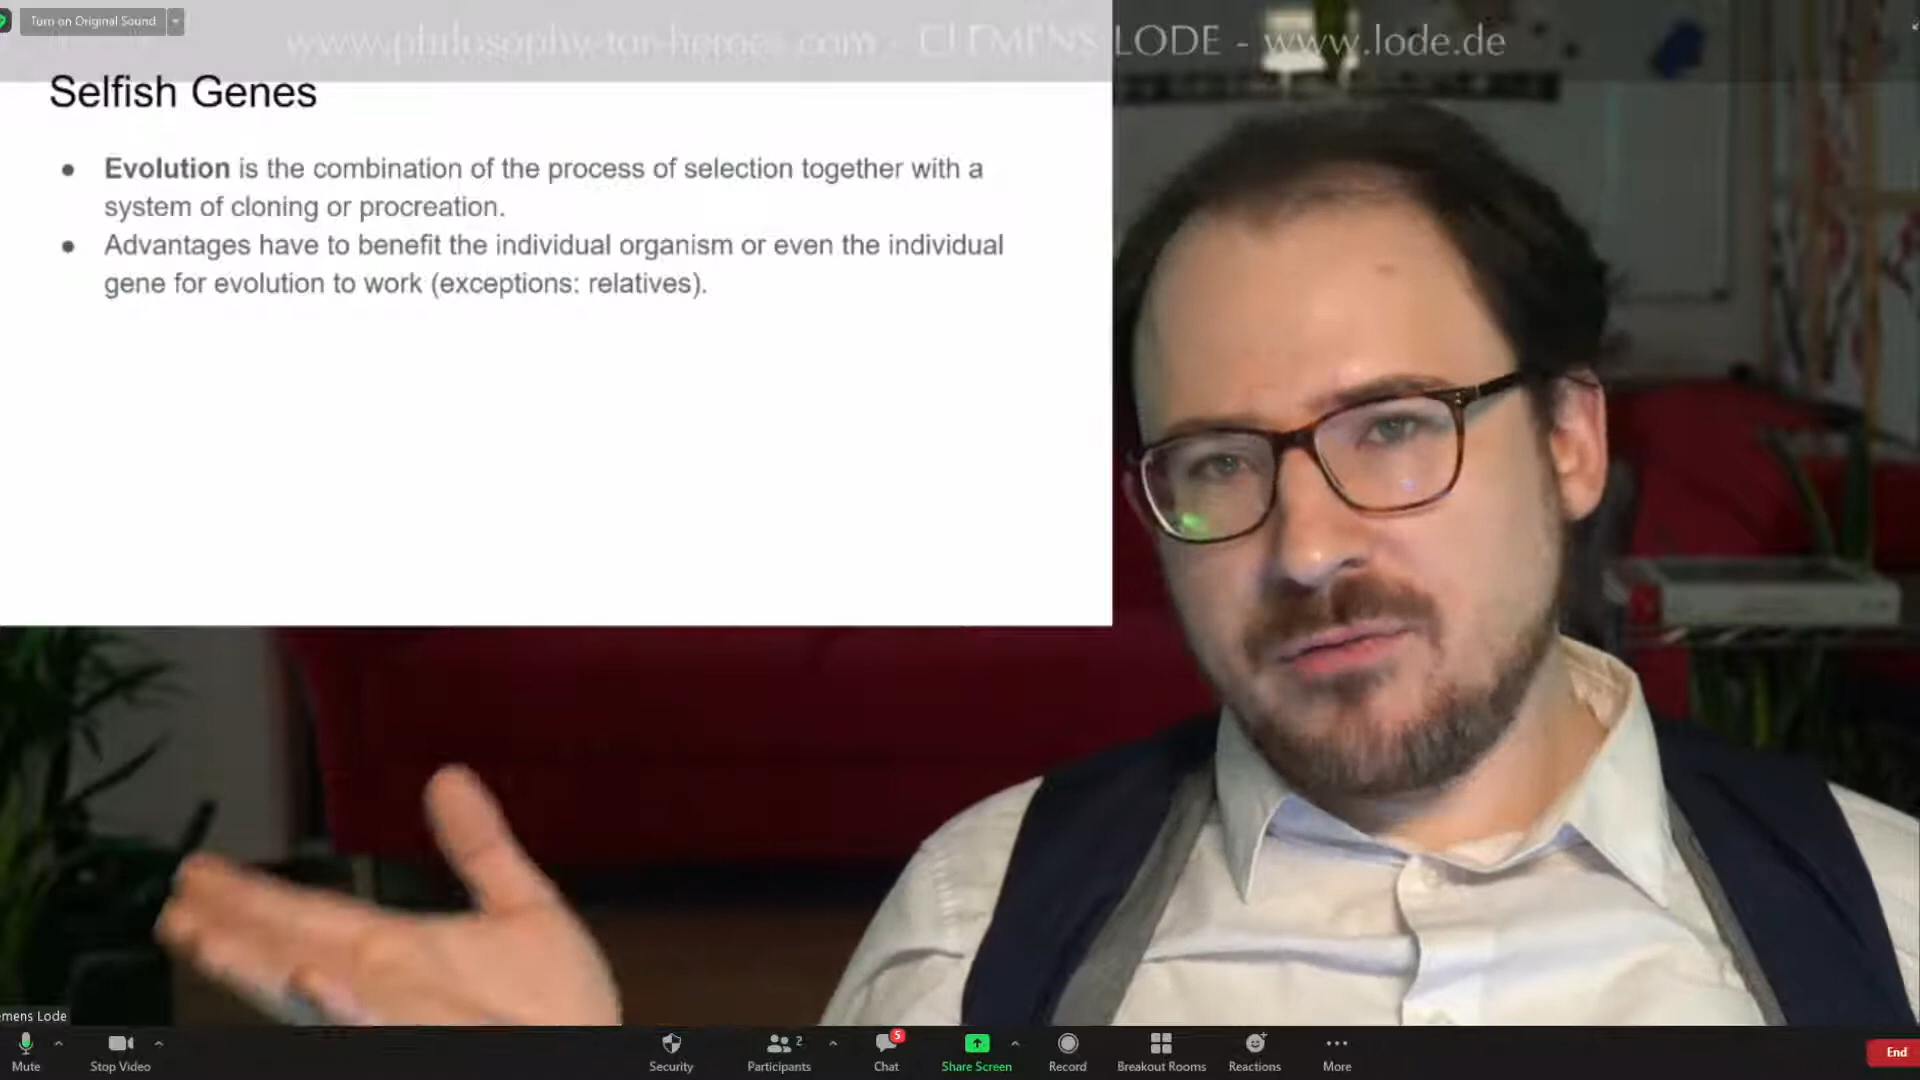 Turn on Original Sound
www.philosophy-for-heroes.com - CLEMENS LODE - www.lode.de
Selfish Genes
● Evolution is the combination of the process of selection together with a
system of cloning or procreation.
● Advantages have to benefit the individual organism or even the individual
gene for evolution to work (exceptions: relatives).
emens Lode
Mute
Stop Video
Security
2
Participants
5
Chat
Share Screen
Record
Breakout Rooms
Reactions
More
End